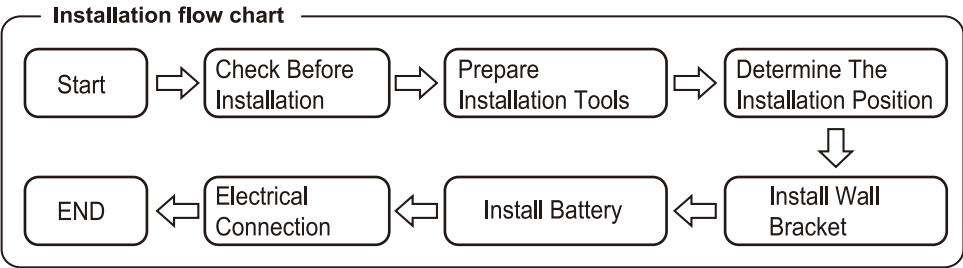 Installation flow chart
Start
Check Before
Installation
Prepare
Installation Tools
Determine The
Installation Position
Install Wall
Bracket
Install Battery
Electrical
Connection
END